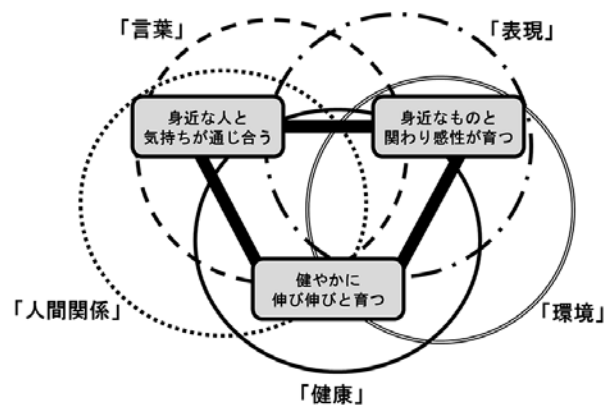 「言葉」
「表現」
身近な人と
気持ちが通じ合う
身近なものと
関わり感性が育つ
健やかに
伸び伸びと育つ
「人間関係」
「環境」
「健康」